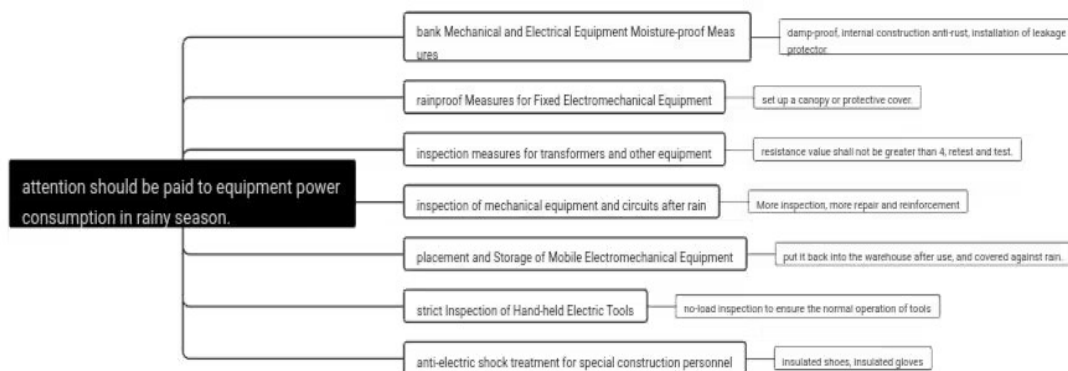 attention should be paid to equipment power
consumption in rainy season.
bank Mechanical and Electrical Equipment Moisture-proof Meas
ures
damp-proof, internal construction anti-rust, installation of leakage
protector.
rainproof Measures for Fixed Electromechanical Equipment
set up a canopy or protective cover.
inspection measures for transformers and other equipment
resistance value shall not be greater than 4, retest and test.
inspection of mechanical equipment and circuits after rain
More inspection, more repair and reinforcement
placement and Storage of Mobile Electromechanical Equipment
put it back into the warehouse after use, and covered against rain.
strict Inspection of Hand-held Electric Tools
no-load inspection to ensure the normal operation of tools
anti-electric shock treatment for special construction personnel
insulated shoes, insulated gloves